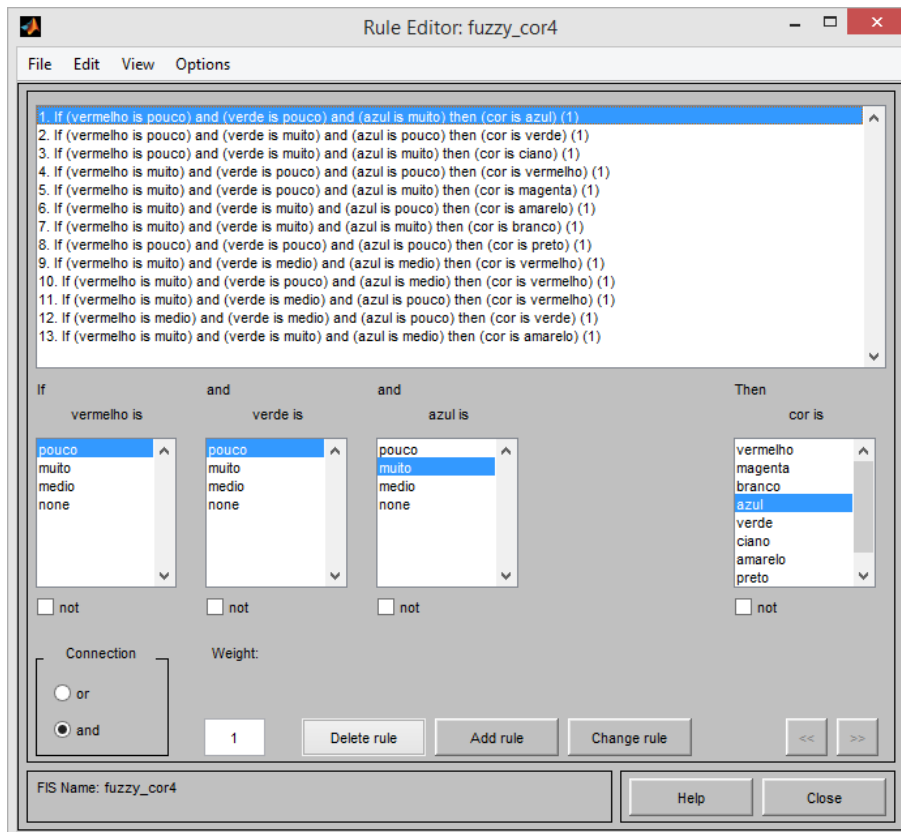 Rule Editor: fuzzy_cor4
File Edit View Options
1. If (vermelho is pouco) and (verde is pouco) and (azul is muito) then (cor is azul) (1)
2. If (vermelho is pouco) and (verde is muito) and (azul is pouco) then (cor is verde) (1)
3. If (vermelho is pouco) and (verde is muito) and (azul is muito) then (cor is ciano) (1)
4. If (vermelho is muito) and (verde is pouco) and (azul is pouco) then (cor is vermelho) (1)
5. If (vermelho is muito) and (verde is pouco) and (azul is muito) then (cor is magenta) (1)
6. If (vermelho is muito) and (verde is muito) and (azul is pouco) then (cor is amarelo) (1)
7. If (vermelho is muito) and (verde is muito) and (azul is muito) then (cor is branco) (1)
8. If (vermelho is pouco) and (verde is pouco) and (azul is pouco) then (cor is preto) (1)
9. If (vermelho is muito) and (verde is medio) and (azul is medio) then (cor is vermelho) (1)
10. If (vermelho is muito) and (verde is pouco) and (azul is medio) then (cor is vermelho) (1)
11. If (vermelho is muito) and (verde is medio) and (azul is pouco) then (cor is vermelho) (1)
12. If (vermelho is medio) and (verde is medio) and (azul is pouco) then (cor is verde) (1)
13. If (vermelho is muito) and (verde is muito) and (azul is medio) then (cor is amarelo) (1)
If and and Then
vermelho is verde is azul is cor is
pouco pouco pouco vermelho
muito muito muito magenta
medio medio medio branco
none none none azul
verde
ciano
amarelo
preto
not not not not
Connection Weight:
or
and 1 Delete rule Add rule Change rule << >>
FIS Name: fuzzy_cor4 Help Close